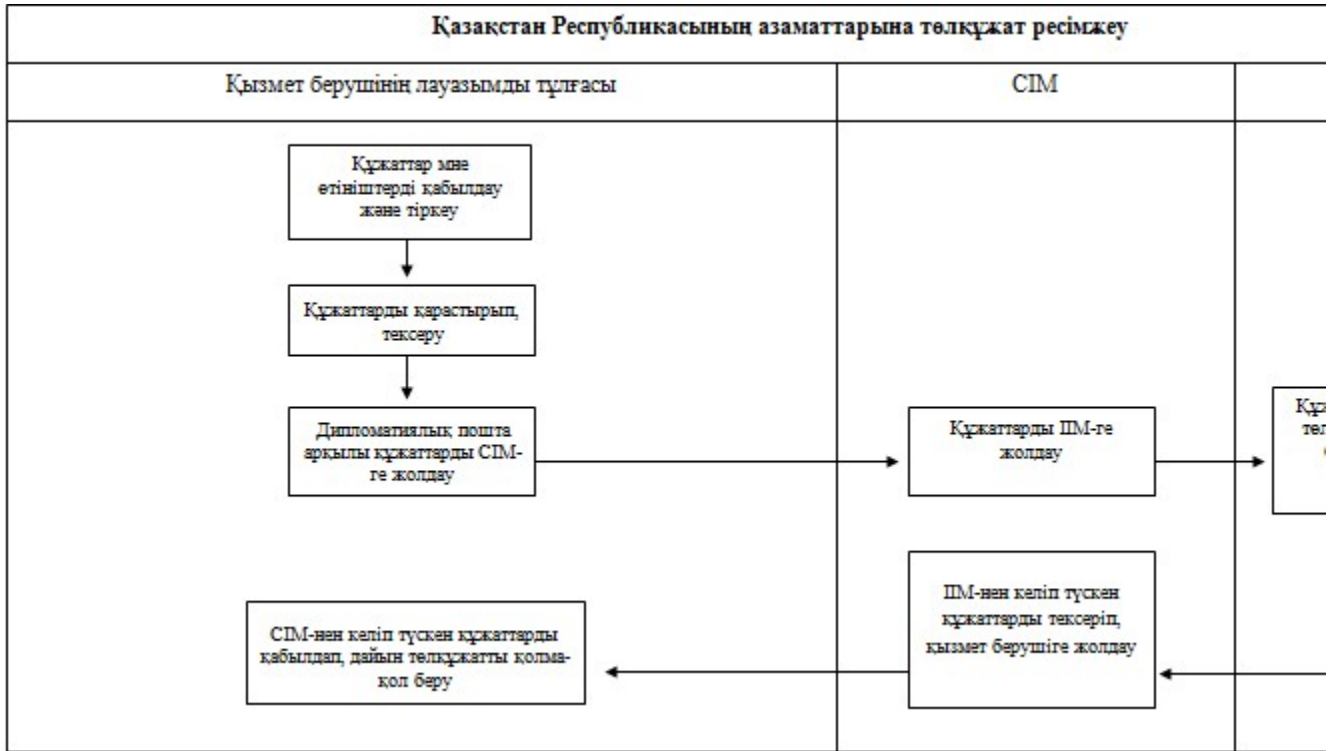 Қазақстан Республикасының азаматтарына төлқұжат ресімжеу
Қызмет берушінің лауазымды тұлғасы
СІМ
Құжаттар мне
өтініштерді қабылдау
және тіркеу
Құжаттарды қарастырып,
тексеру
Дипломатиялық пошта
арқылы құжаттарды СІМ-
ге жолдау
Құжаттарды ІІМ-ге
жолдау
ІІМ-нен келіп түскен
құжаттарды тексеріп,
қызмет берушіге жолдау
СІМ-нен келіп түскен құжаттарды
қабылдап, дайын төлқұжатты қолма-
қол беру